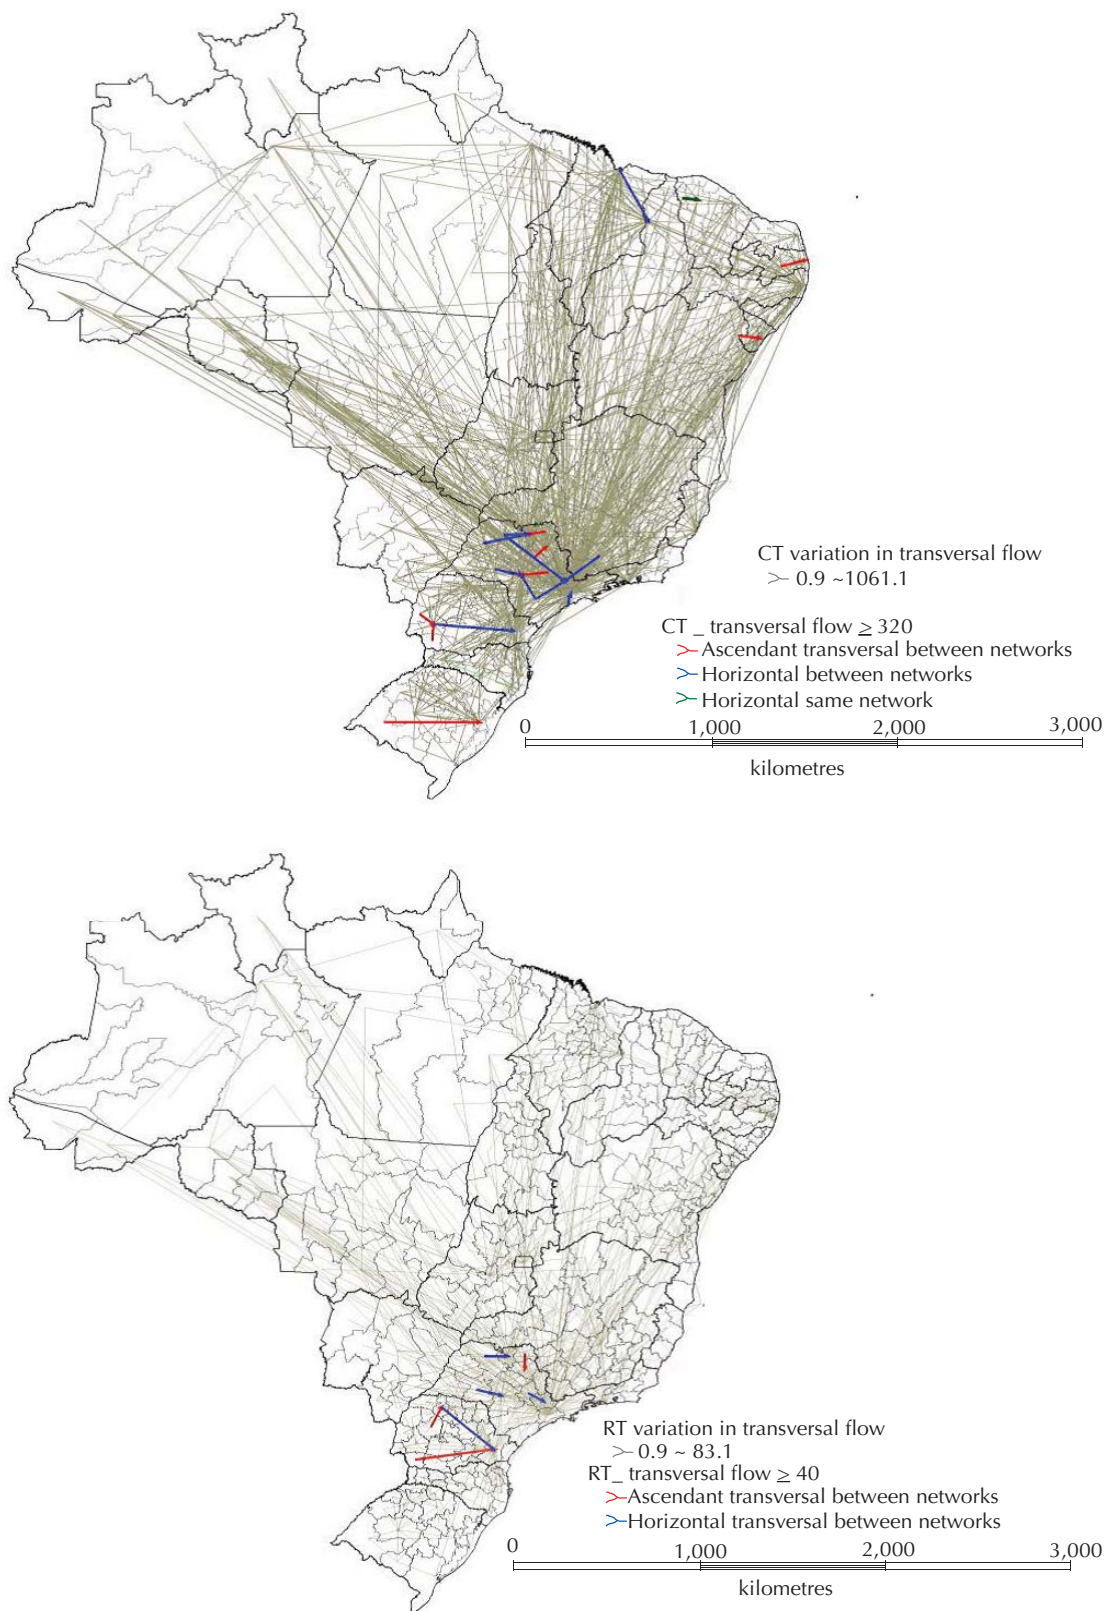 CT variation in transversal flow
0.9 ~1061.1
CT _ transversal flow ≥ 320
Ascendant transversal between networks
Horizontal between networks
Horizontal same network
0 1,000 2,000 3,000
kilometres
RT variation in transversal flow
0.9 ~ 83.1
RT_ transversal flow ≥ 40
Ascendant transversal between networks
Horizontal transversal between networks
0 1,000 2,000 3,000
kilometres